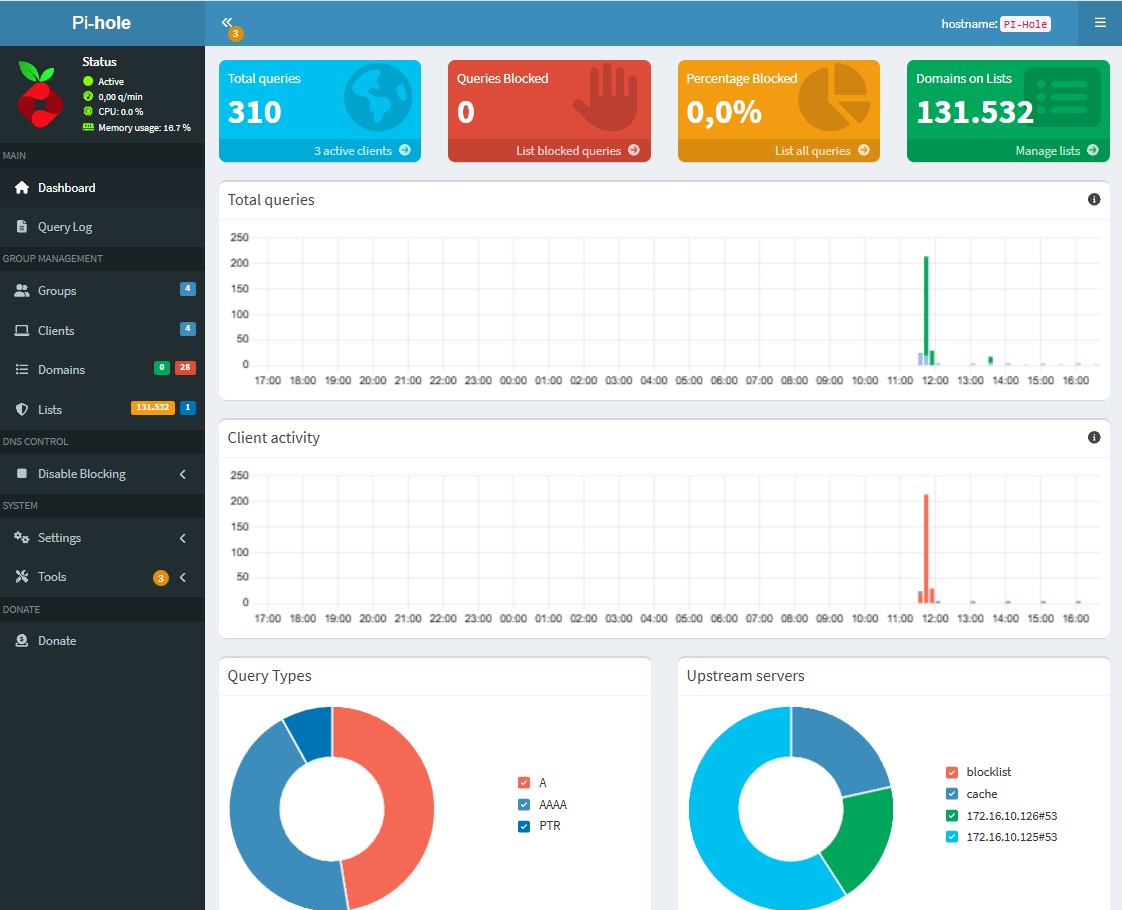 Pi-hole
3
hostname: PI-Hole
Status
Active
0,00 q/min
CPU: 0.0 %
Memory usage: 16.7 %
MAIN
Dashboard
Query Log
GROUP MANAGEMENT
Groups 4
Clients 4
Domains 0 28
Lists 131.532 1
DNS CONTROL
Disable Blocking
SYSTEM
Settings
Tools 3
DONATE
Donate
Total queries
310
3 active clients
Queries Blocked
0
List blocked queries
Percentage Blocked
0,0%
List all queries
Domains on Lists
131.532
Manage lists
Total queries
250
200
150
100
50
0
17:00 18:00 19:00 20:00 21:00 22:00 23:00 00:00 01:00 02:00 03:00 04:00 05:00 06:00 07:00 08:00 09:00 10:00 11:00 12:00 13:00 14:00 15:00 16:00
Client activity
250
200
150
100
50
0
17:00 18:00 19:00 20:00 21:00 22:00 23:00 00:00 01:00 02:00 03:00 04:00 05:00 06:00 07:00 08:00 09:00 10:00 11:00 12:00 13:00 14:00 15:00 16:00
Query Types
A
AAAA
PTR
Upstream servers
blocklist
cache
172.16.10.126#53
172.16.10.125#53